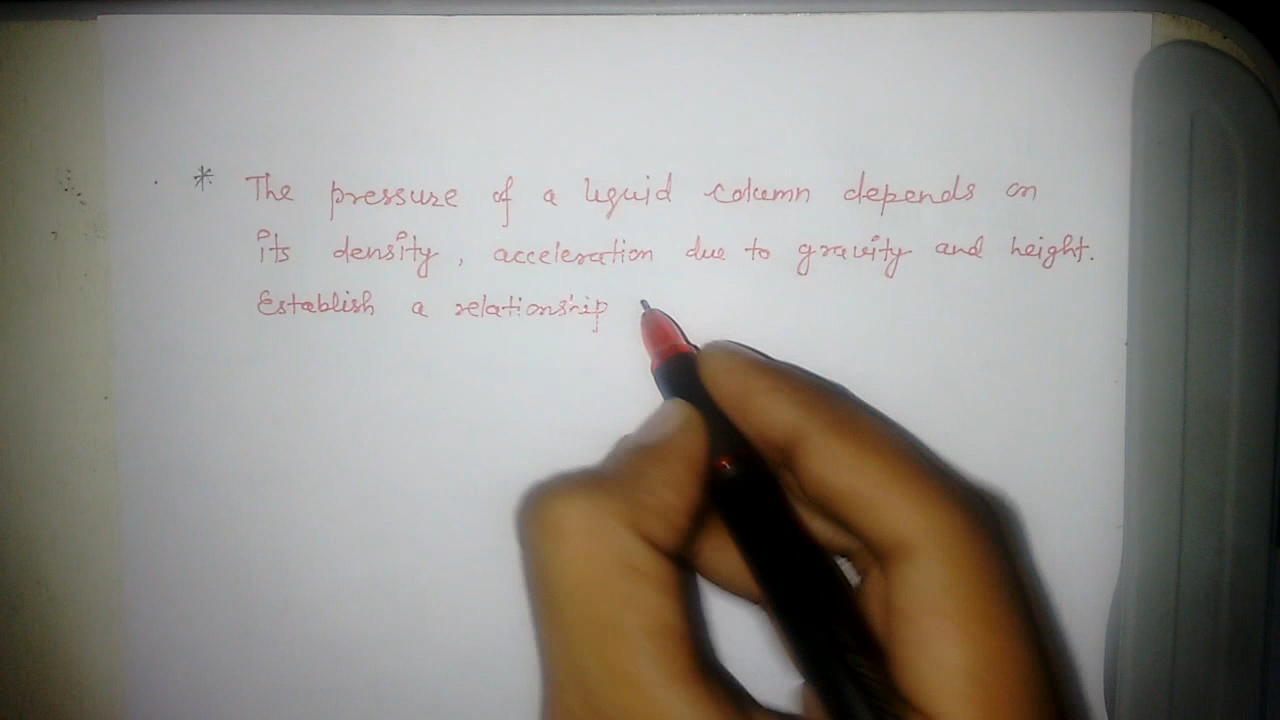 * The pressure of a liquid column depends on
its density, acceleration due to gravity and height.
Establish a relationship